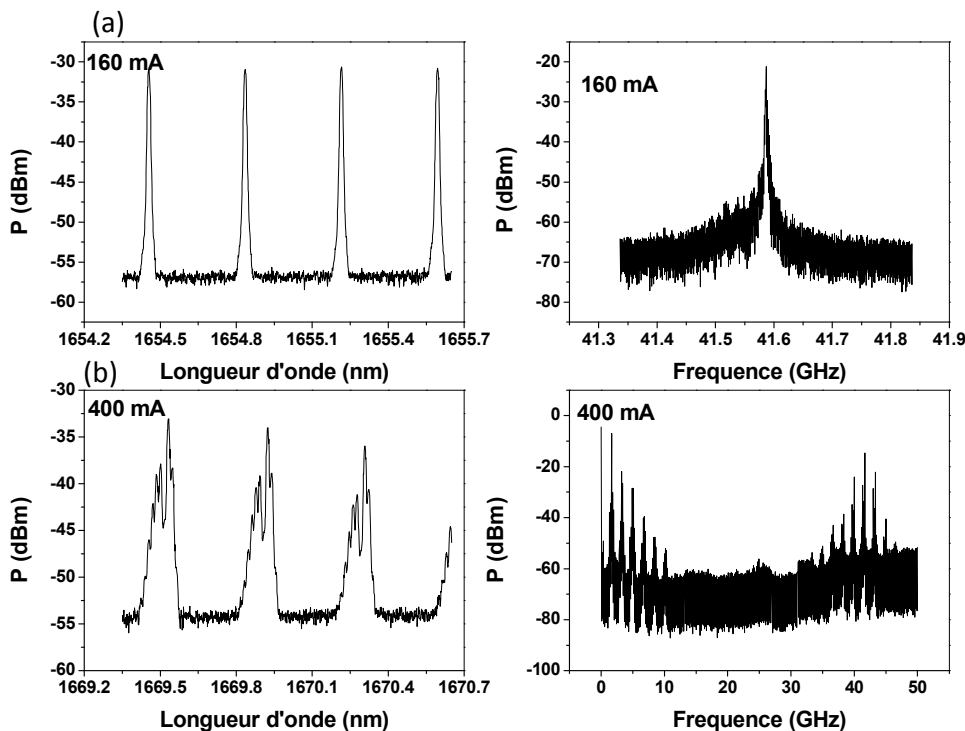 (a)
160 mA
P (dBm)
-30
-35
-40
-45
-50
-55
-60
1654.2 1654.5 1654.8 1655.1 1655.4 1655.7
Longueur d'onde (nm)
160 mA
P (dBm)
-20
-30
-40
-50
-60
-70
-80
41.3 41.4 41.5 41.6 41.7 41.8 41.9
Frequence (GHz)
(b)
400 mA
P (dBm)
-30
-35
-40
-45
-50
-55
-60
1669.2 1669.5 1669.8 1670.1 1670.4 1670.7
Longueur d'onde (nm)
400 mA
P (dBm)
0
-20
-40
-60
-80
-100
0 10 20 30 40 50
Frequence (GHz)